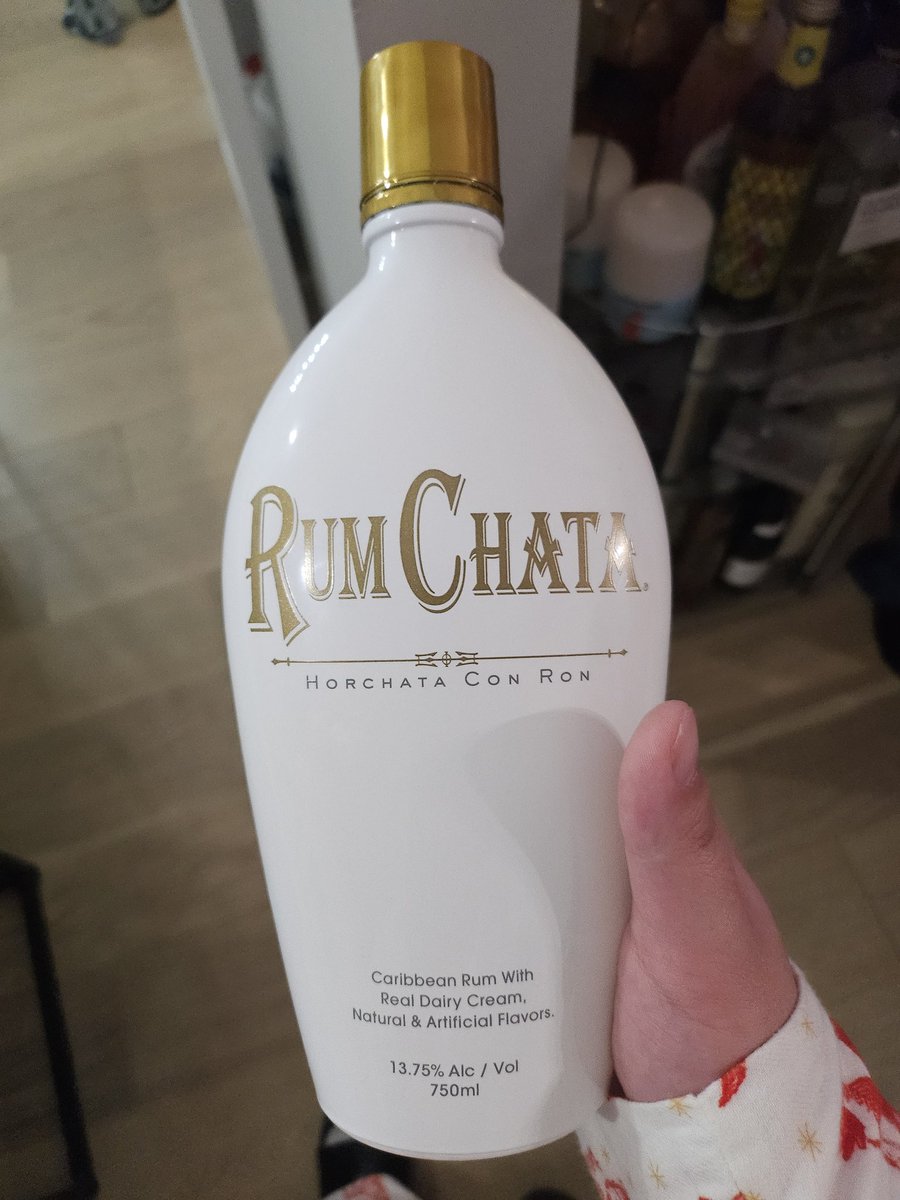 RumChata®
Horchata Con Ron
Caribbean Rum With
Real Dairy Cream,
Natural & Artificial Flavors.
13.75% Alc / Vol
750ml